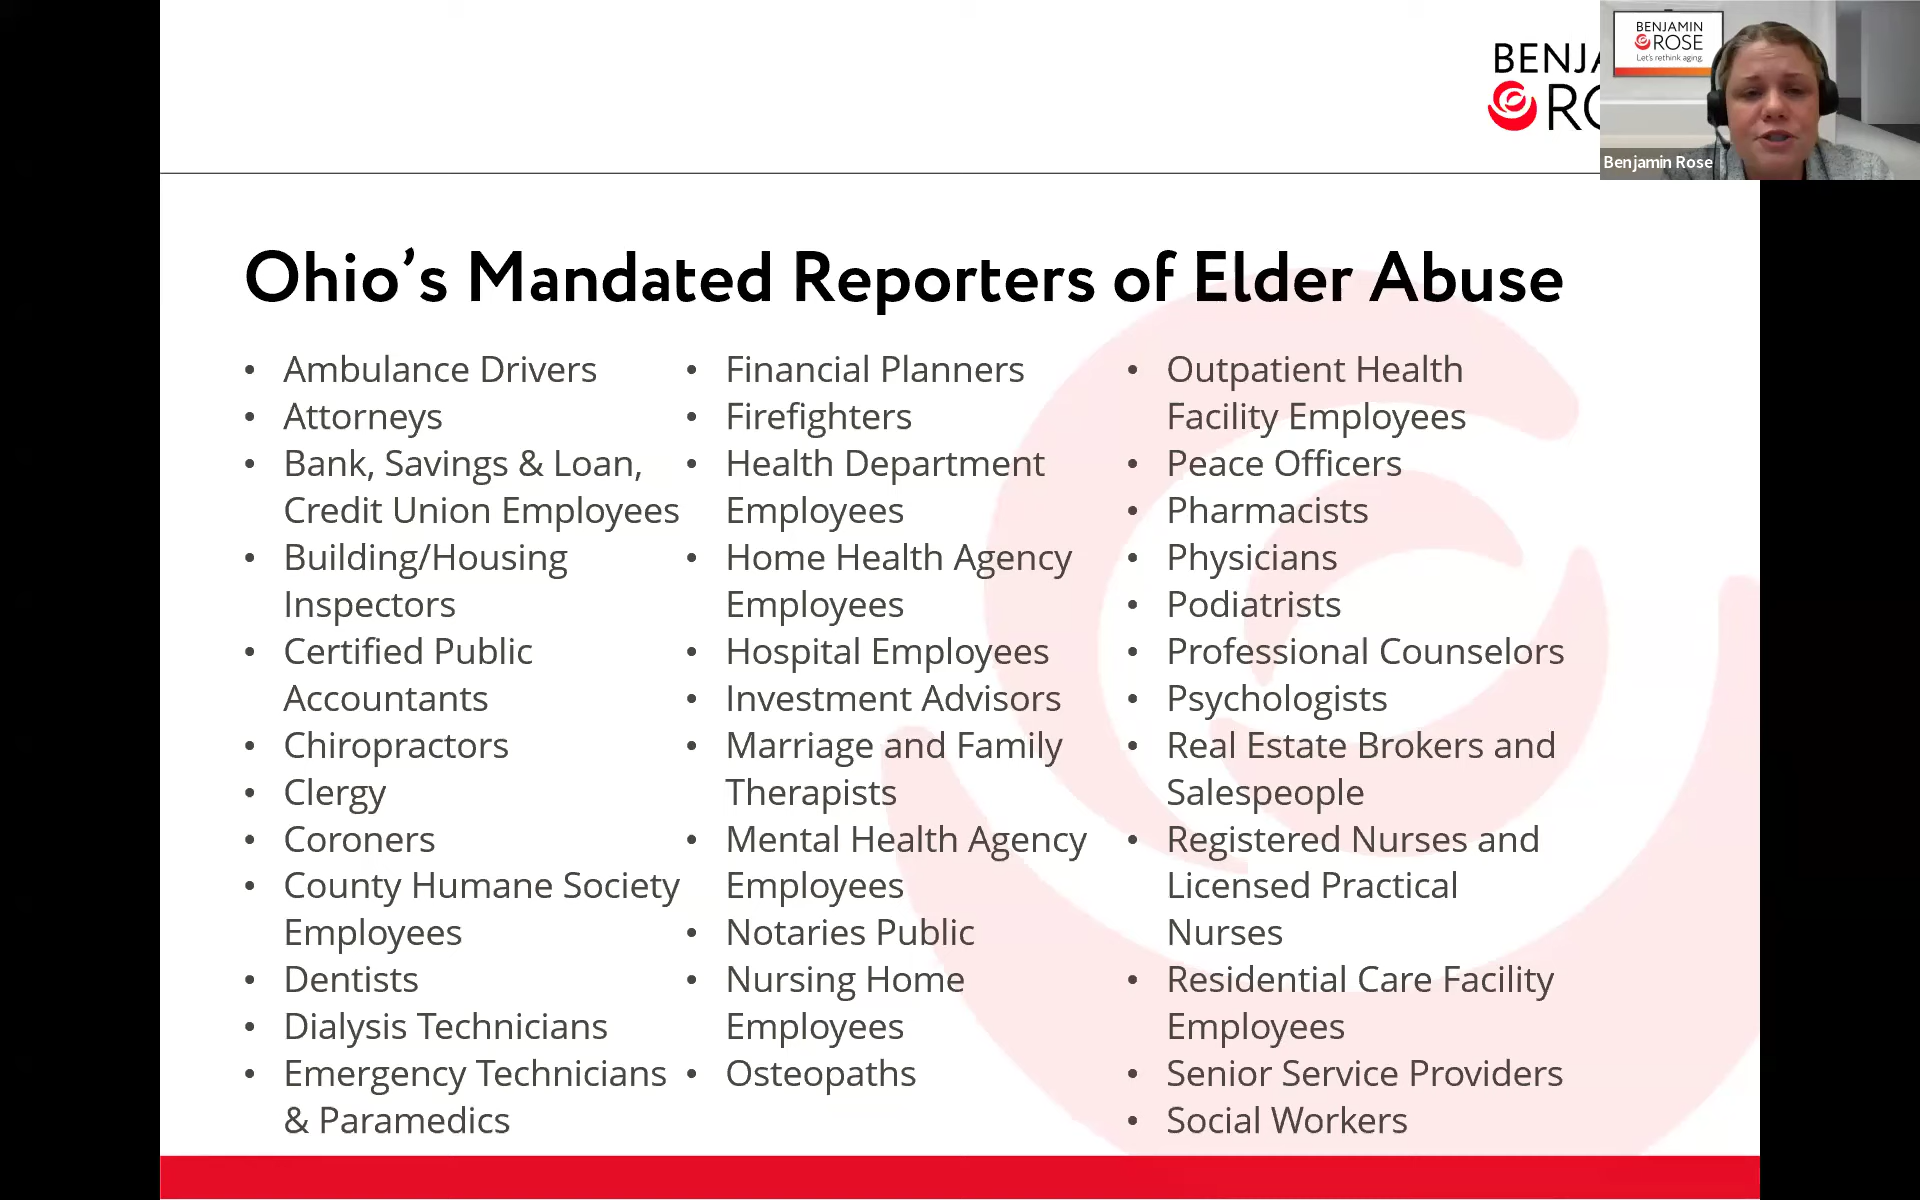 BENJA
RO
BENJAMIN
ROSE
Let's rethink aging.
Benjamin Rose
Ohio’s Mandated Reporters of Elder Abuse
• Ambulance Drivers
• Attorneys
• Bank, Savings & Loan,
Credit Union Employees
• Building/Housing
Inspectors
• Certified Public
Accountants
• Chiropractors
• Clergy
• Coroners
• County Humane Society
Employees
• Dentists
• Dialysis Technicians
• Emergency Technicians
& Paramedics
• Financial Planners
• Firefighters
• Health Department
Employees
• Home Health Agency
Employees
• Hospital Employees
• Investment Advisors
• Marriage and Family
Therapists
• Mental Health Agency
Employees
• Notaries Public
• Nursing Home
Employees
• Osteopaths
• Outpatient Health
Facility Employees
• Peace Officers
• Pharmacists
• Physicians
• Podiatrists
• Professional Counselors
• Psychologists
• Real Estate Brokers and
Salespeople
• Registered Nurses and
Licensed Practical
Nurses
• Residential Care Facility
Employees
• Senior Service Providers
• Social Workers